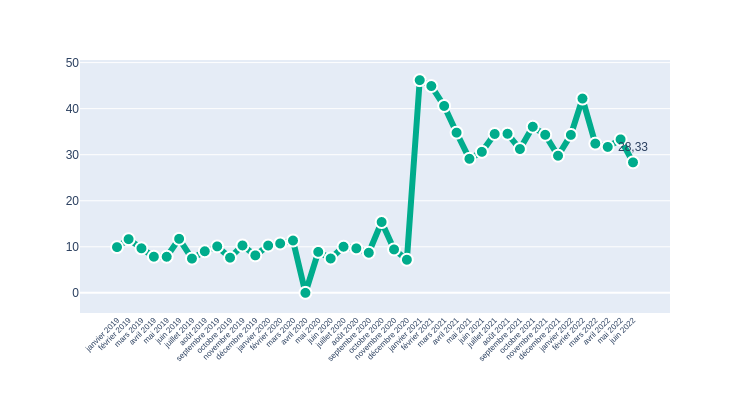 50
40
30
20
10
0
28,33
janvier 2019
février 2019
mars 2019
avril 2019
mai 2019
juin 2019
juillet 2019
août 2019
septembre 2019
octobre 2019
novembre 2019
décembre 2019
janvier 2020
février 2020
mars 2020
avril 2020
mai 2020
juin 2020
juillet 2020
août 2020
septembre 2020
octobre 2020
novembre 2020
décembre 2020
janvier 2021
février 2021
mars 2021
avril 2021
mai 2021
juin 2021
juillet 2021
août 2021
septembre 2021
octobre 2021
novembre 2021
décembre 2021
janvier 2022
février 2022
mars 2022
avril 2022
mai 2022
juin 2022